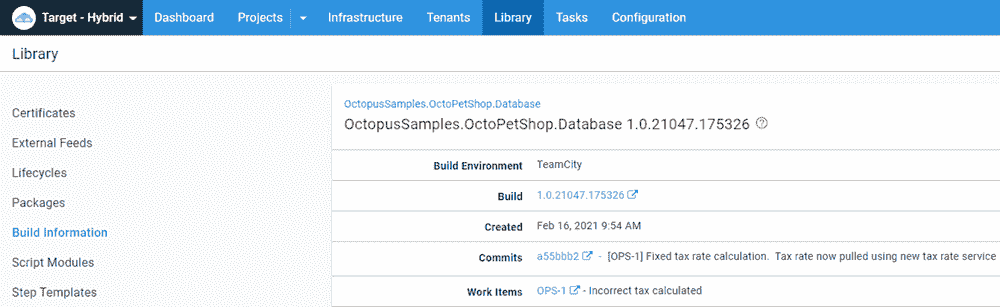 Target - Hybrid Dashboard Projects Infrastructure Tenants Library Tasks Configuration
Library
Certificates
External Feeds
Lifecycles
Packages
Build Information
Script Modules
Step Templates
OctopusSamples.OctoPetShop.Database
OctopusSamples.OctoPetShop.Database 1.0.21047.175326
Build Environment TeamCity
Build 1.0.21047.175326
Created Feb 16, 2021 9:54 AM
Commits a55bbb2 - [OPS-1] Fixed tax rate calculation. Tax rate now pulled using new tax rate service
Work Items OPS-1 - Incorrect tax calculated